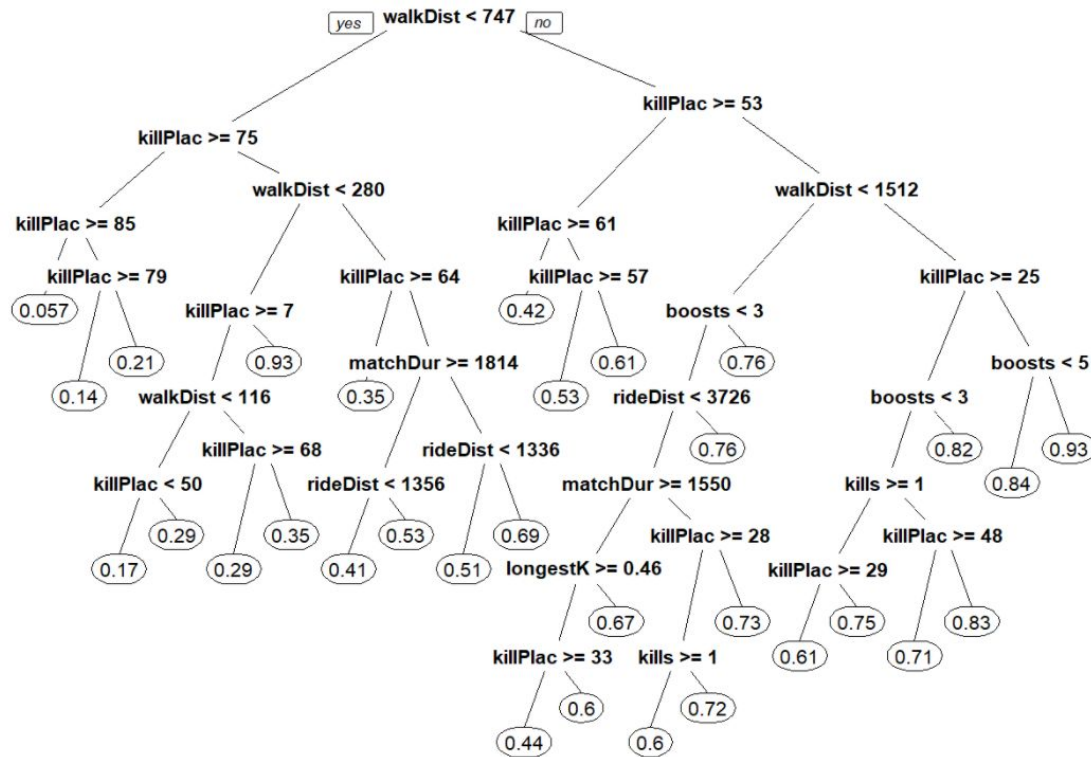 yes walkDist < 747 no
killPlac >= 53
killPlac >= 75
walkDist < 280 walkDist < 1512
killPlac >= 85 killPlac >= 61
killPlac >= 79 killPlac >= 64 killPlac >= 57 killPlac >= 25
0.057 killPlac >= 7 0.42 boosts < 3
0.21 0.93 matchDur >= 1814 0.61 0.76 boosts < 5
0.14 walkDist < 116 0.35 0.53 rideDist < 3726 boosts < 3
killPlac >= 68 rideDist < 1336 0.76 0.82 0.93
killPlac < 50 rideDist < 1356 matchDur >= 1550 kills >= 1 0.84
0.29 0.35 0.53 0.69 killPlac >= 28 killPlac >= 48
0.17 0.29 0.41 0.51 longestK >= 0.46 killPlac >= 29
0.67 0.73 0.75 0.83
killPlac >= 33 kills >= 1 0.61 0.71
0.6 0.72
0.44 0.6